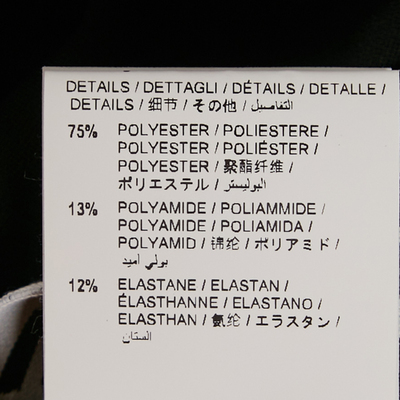 DETAILS / DETTAGLI / DÉTAILS / DETALLE /
DETAILS / 细节 / その他 / التفاصيل
75% POLYESTER / POLIESTERE /
POLYESTER / POLIÉSTER /
POLYESTER / 聚酯纤维 /
ポリエステル / البوليستر
13% POLYAMIDE / POLIAMMIDE /
POLYAMIDE / POLIAMIDA /
POLYAMID / 锦纶 / ポリアミド /
بولي أميد
12% ELASTANE / ELASTAN /
ÉLASTHANNE / ELASTANO /
ELASTHAN / 氨纶 / エラスタン /
الصتان